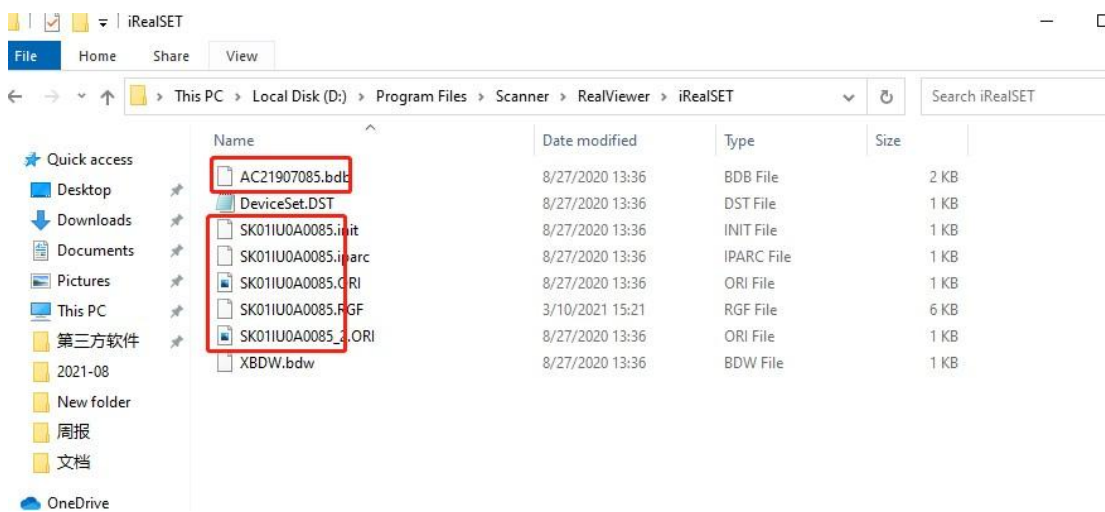 iRealSET
File Home Share View
This PC > Local Disk (D:) > Program Files > Scanner > RealViewer > iRealSET Search iRealSET
Name Date modified Type Size
Quick access
Desktop
Downloads
Documents
Pictures
This PC
第三方软件
2021-08
New folder
周报
文档
OneDrive
AC21907085.bdb 8/27/2020 13:36 BDB File 2 KB
DeviceSet.DST 8/27/2020 13:36 DST File 1 KB
SK01IU0A0085.init 8/27/2020 13:36 INIT File 1 KB
SK01IU0A0085.iparc 8/27/2020 13:36 IPARC File 1 KB
SK01IU0A0085.ORI 8/27/2020 13:36 ORI File 1 KB
SK01IU0A0085.RGF 3/10/2021 15:21 RGF File 6 KB
SK01IU0A0085_2.ORI 8/27/2020 13:36 ORI File 1 KB
XBDW.bdw 8/27/2020 13:36 BDW File 1 KB